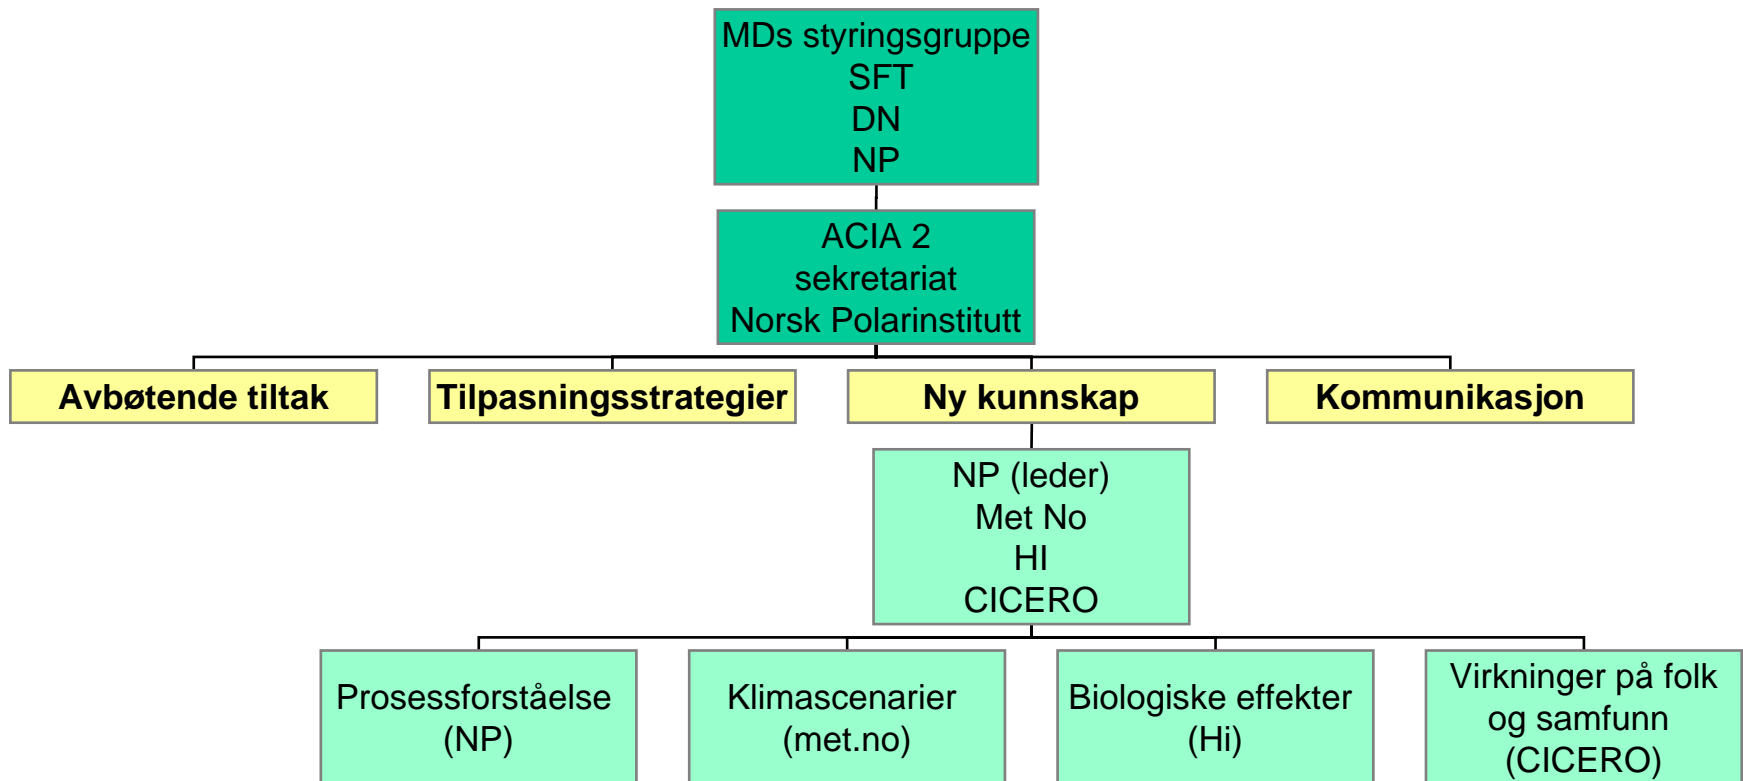 MDs styringsgruppe
SFT
DN
NP
ACIA 2
sekretariat
Norsk Polarinstitutt
Avbøtende tiltak
Tilpasningsstrategier
Ny kunnskap
Kommunikasjon
NP (leder)
Met No
HI
CICERO
Prosessforståelse
(NP)
Klimascenarier
(met.no)
Biologiske effekter
(Hi)
Virkninger på folk
og samfunn
(CICERO)